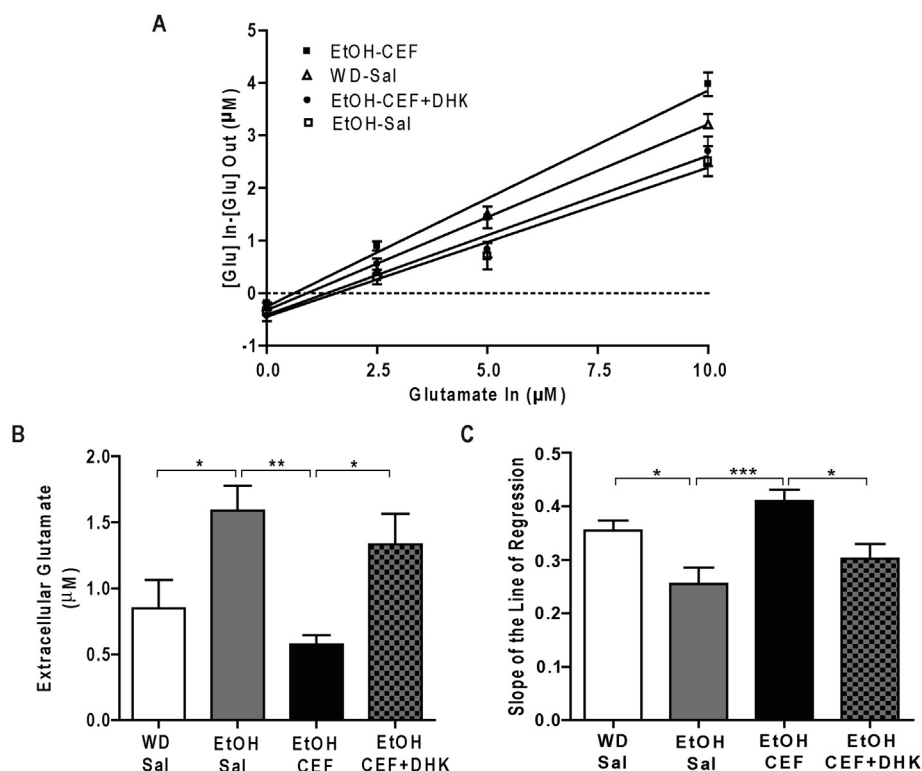 A
EtOH-CEF
WD-Sal
EtOH-CEF+DHK
EtOH-Sal
[Glu] In-[Glu] Out (µM)
5
4
3
2
1
0
-1
0.0 2.5 5.0 7.5 10.0
Glutamate In (µM)
B
Extracellular Glutamate
(µM)
2.0
1.5
1.0
0.5
0.0
* ** *
WD EtOH EtOH EtOH
Sal Sal CEF CEF+DHK
C
Slope of the Line of Regression
0.5
0.4
0.3
0.2
0.1
0.0
* *** *
WD EtOH EtOH EtOH
Sal Sal CEF CEF+DHK